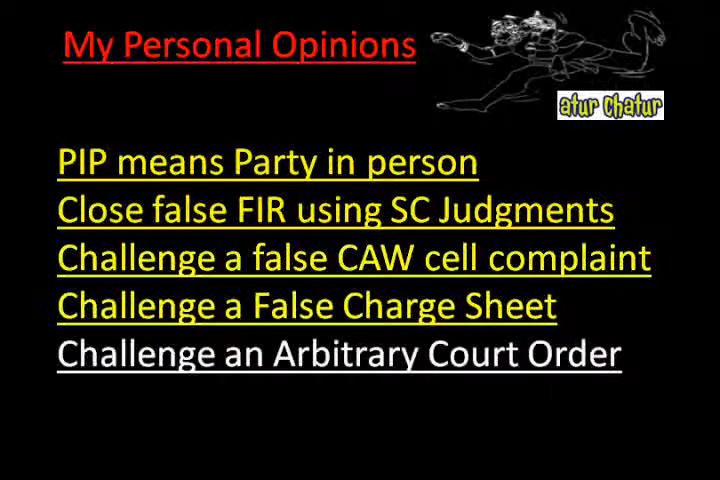 My Personal Opinions
atur chatur
PIP means Party in person
Close false FIR using SC Judgments
Challenge a false CAW cell complaint
Challenge a False Charge Sheet
Challenge an Arbitrary Court Order